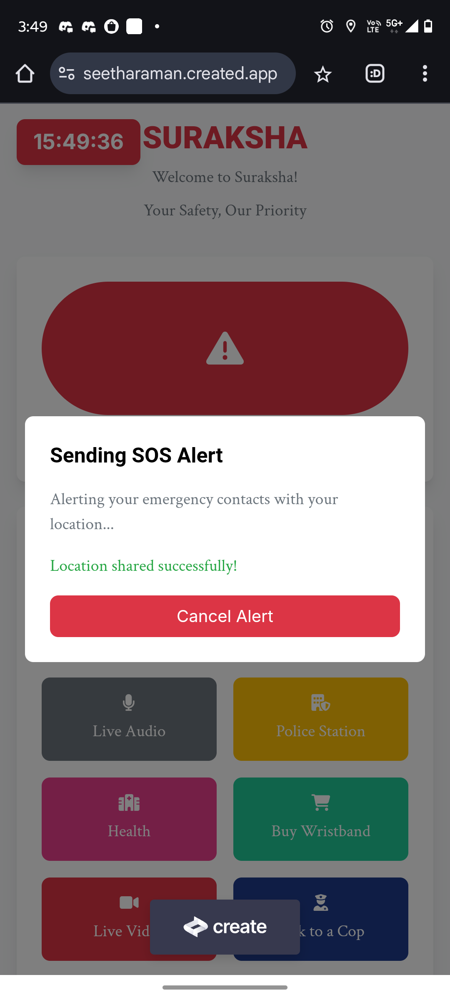 3:49
Vo LTE
5G+
seetharaman.created.app
:D
15:49:36
SURAKSHA
Welcome to Suraksha!
Your Safety, Our Priority
Sending SOS Alert
Alerting your emergency contacts with your
location...
Location shared successfully!
Cancel Alert
Live Audio
Police Station
Health
Buy Wristband
Live Vid
k to a Cop
create